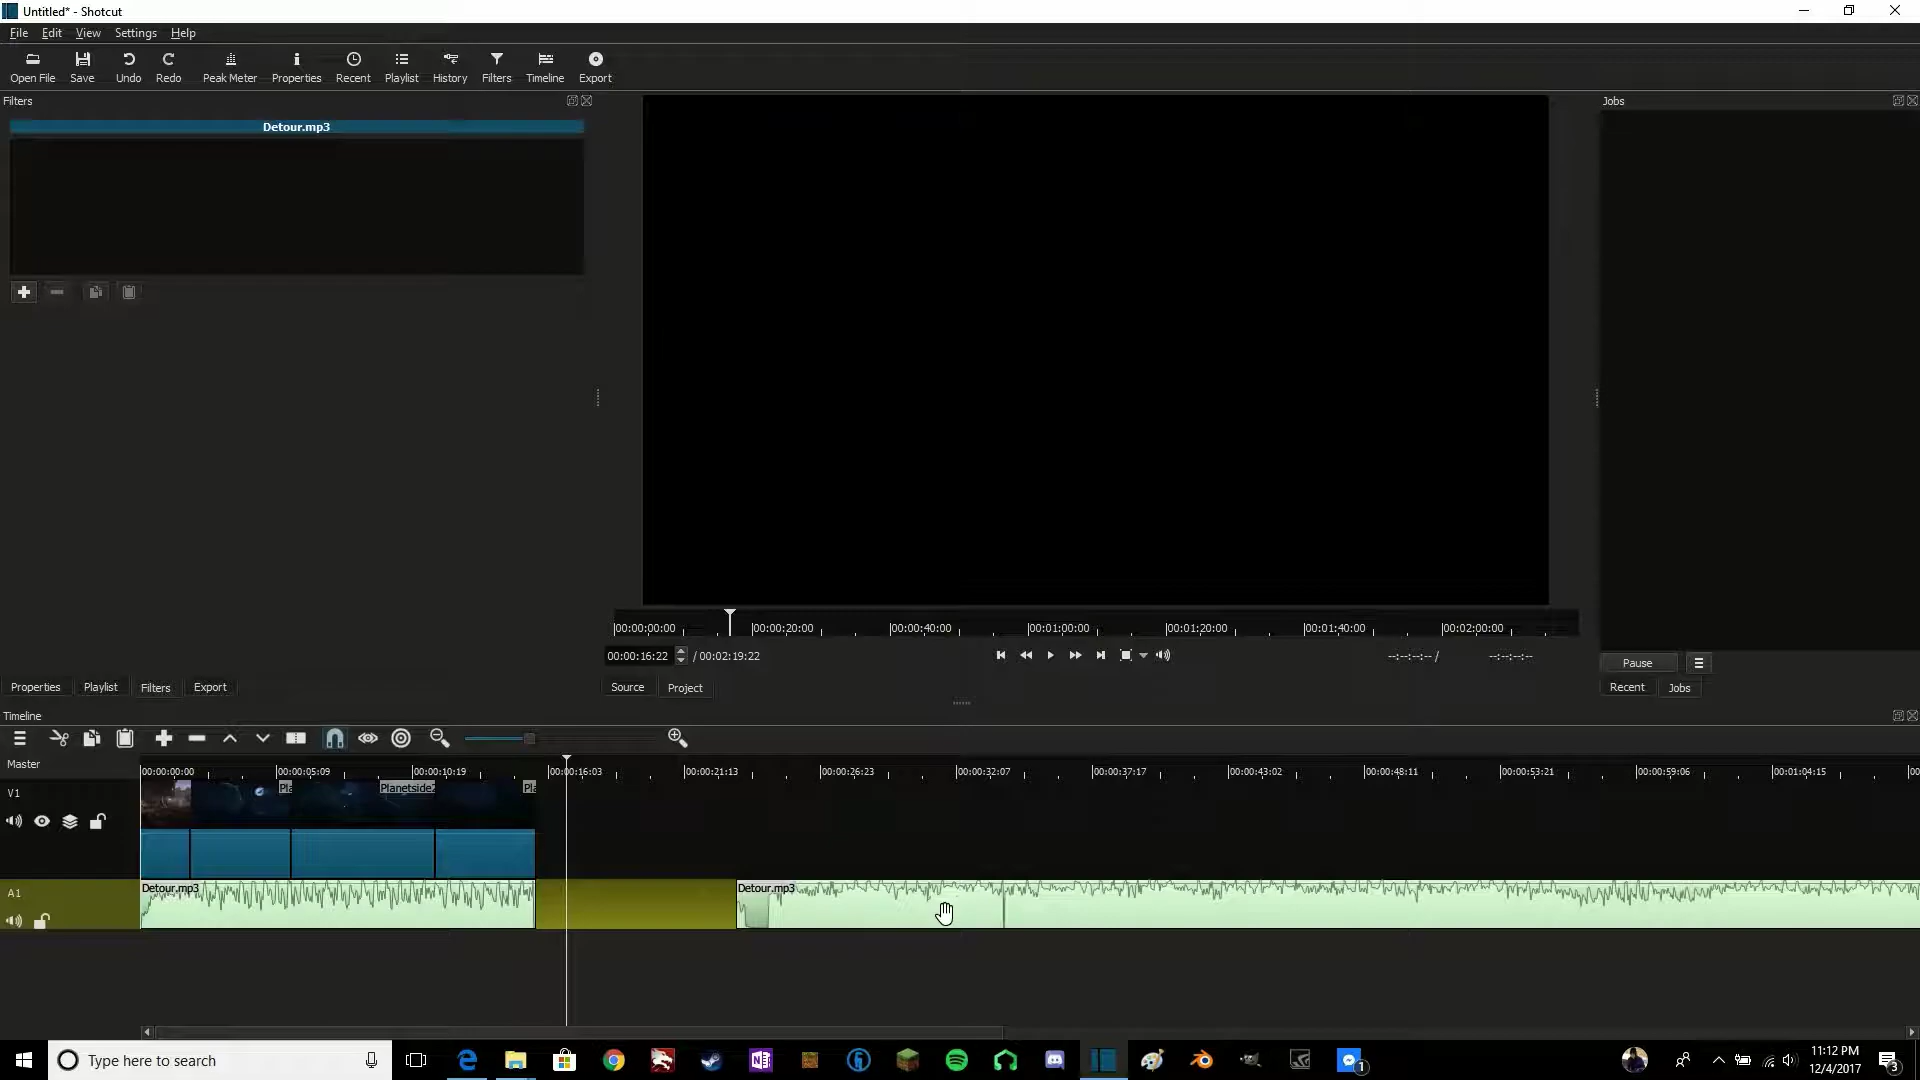 Untitled* - Shotcut
File Edit View Settings Help
Open File Save Undo Redo Peak Meter Properties Recent Playlist History Filters Timeline Export
Filters
Jobs
Detour.mp3
00:00:00:00 00:00:20:00 00:00:40:00 00:01:00:00 00:01:20:00 00:01:40:00 00:02:00:00
00:00:16:22 / 00:02:19:22 --:--:--:-- / --:--:--:--
Pause
Properties Playlist Filters Export
Source Project
Recent Jobs
Timeline
Master
00:00:00:00 00:00:05:09 00:00:10:19 00:00:16:03 00:00:21:13 00:00:26:23 00:00:32:07 00:00:37:17 00:00:43:02 00:00:48:11 00:00:53:21 00:00:59:06 00:01:04:15 00
V1
Pla Planetside2 Pla
A1
Detour.mp3 Detour.mp3
Type here to search
1
11:12 PM
12/4/2017
3